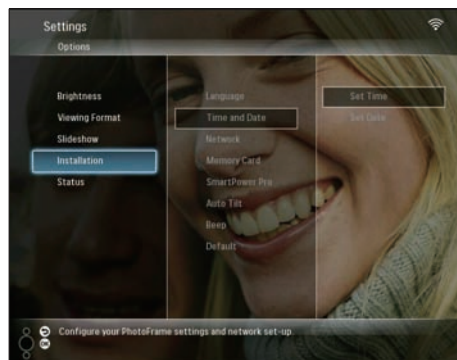 Settings
Options
Brightness
Viewing Format
Slideshow
Installation
Status
Language
Time and Date
Network
Memory Card
SmartPower Pro
Auto Tilt
Beep
Default
Set Time
Set Date
Configure your PhotoFrame settings and network set-up.
OK